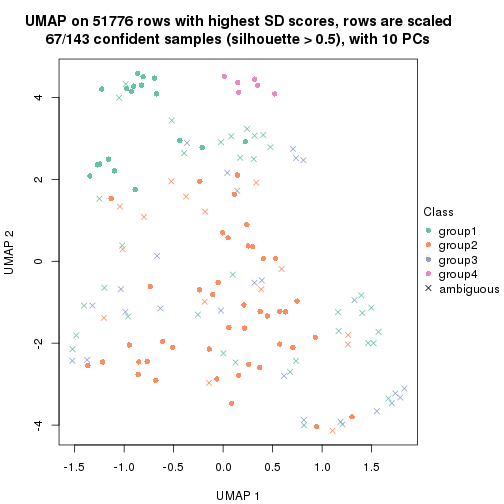 UMAP on 51776 rows with highest SD scores, rows are scaled
67/143 confident samples (silhouette > 0.5), with 10 PCs
4
2
0
-2
-4
UMAP 2
-1.5 -1.0 -0.5 0.0 0.5 1.0 1.5
UMAP 1
Class
group1
group2
group3
group4
ambiguous